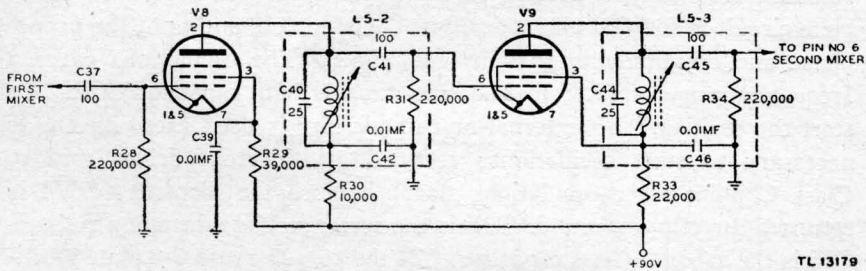 V8
L5-2
V9
L5-3
2
100
C41
2
100
C45
TO PIN NO 6
SECOND MIXER
FROM
FIRST
MIXER
C37
100
6
3
C40
25
R31
220,000
6
3
C44
25
R34
220,000
1&5
7
1&5
7
R28
220,000
C39
0.01MF
R29
39,000
0.01MF
C42
0.01MF
C46
R30
10,000
R33
22,000
+90V
TL 13179